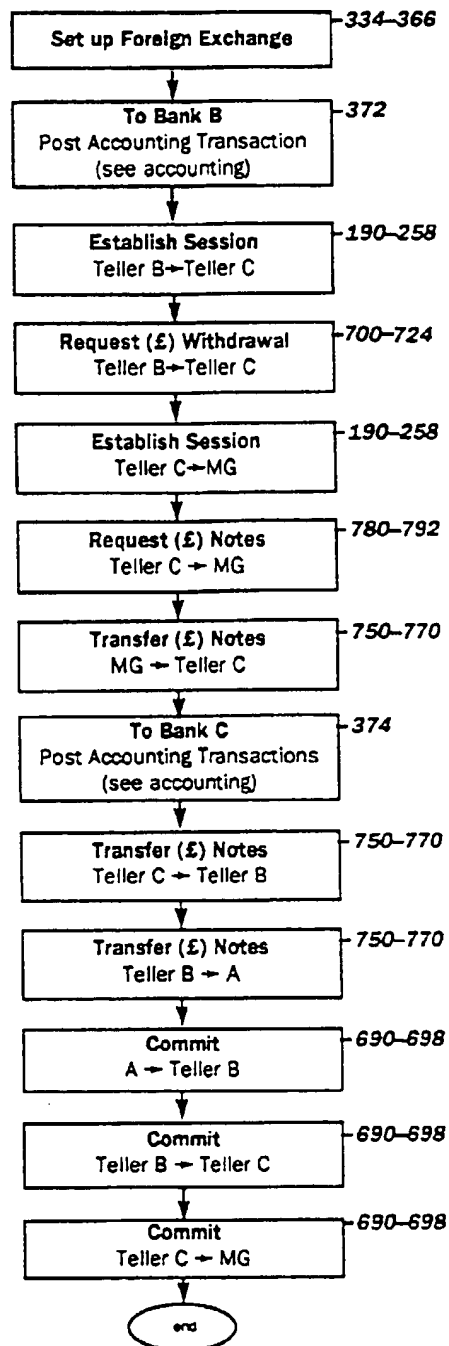 Set up Foreign Exchange
334–366
To Bank B
372
Post Accounting Transaction
(see accounting)
Establish Session
190–258
Teller B→Teller C
Request (£) Withdrawal
700–724
Teller B→Teller C
Establish Session
190–258
Teller C→MG
Request (£) Notes
780–792
Teller C → MG
Transfer (£) Notes
750–770
MG → Teller C
To Bank C
374
Post Accounting Transactions
(see accounting)
Transfer (£) Notes
750–770
Teller C → Teller B
Transfer (£) Notes
750–770
Teller B → A
Commit
690–698
A → Teller B
Commit
690–698
Teller B → Teller C
Commit
690–698
Teller C → MG
end